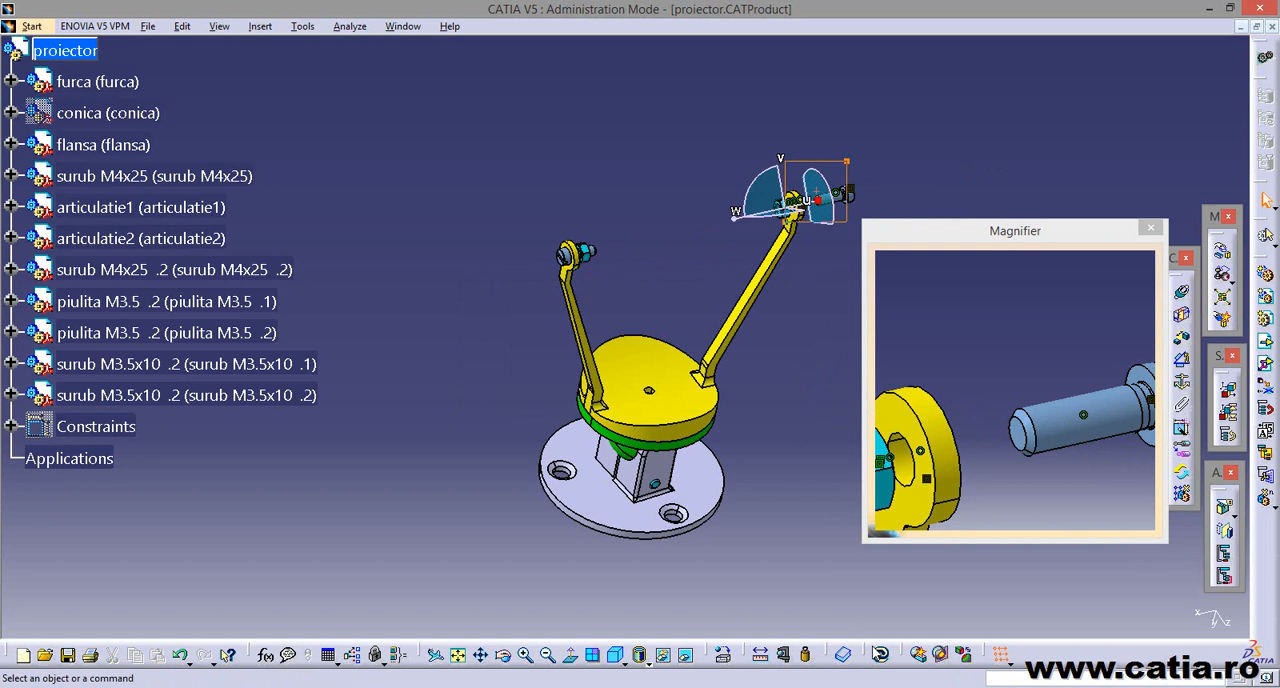 CATIA V5 : Administration Mode - [proiector.CATProduct]
Start ENOVIA V5 VPM File Edit View Insert Tools Analyze Window Help
proiector
furca (furca)
conica (conica)
flansa (flansa)
surub M4x25 (surub M4x25)
articulatie1 (articulatie1)
articulatie2 (articulatie2)
surub M4x25 .2 (surub M4x25 .2)
piulita M3.5 .2 (piulita M3.5 .1)
piulita M3.5 .2 (piulita M3.5 .2)
surub M3.5x10 .2 (surub M3.5x10 .1)
surub M3.5x10 .2 (surub M3.5x10 .2)
Constraints
Applications
V
W
U
Magnifier
M
C.
S.
A.
f(x)
x
z
y
CATIA
www.catia.ro
Select an object or a command